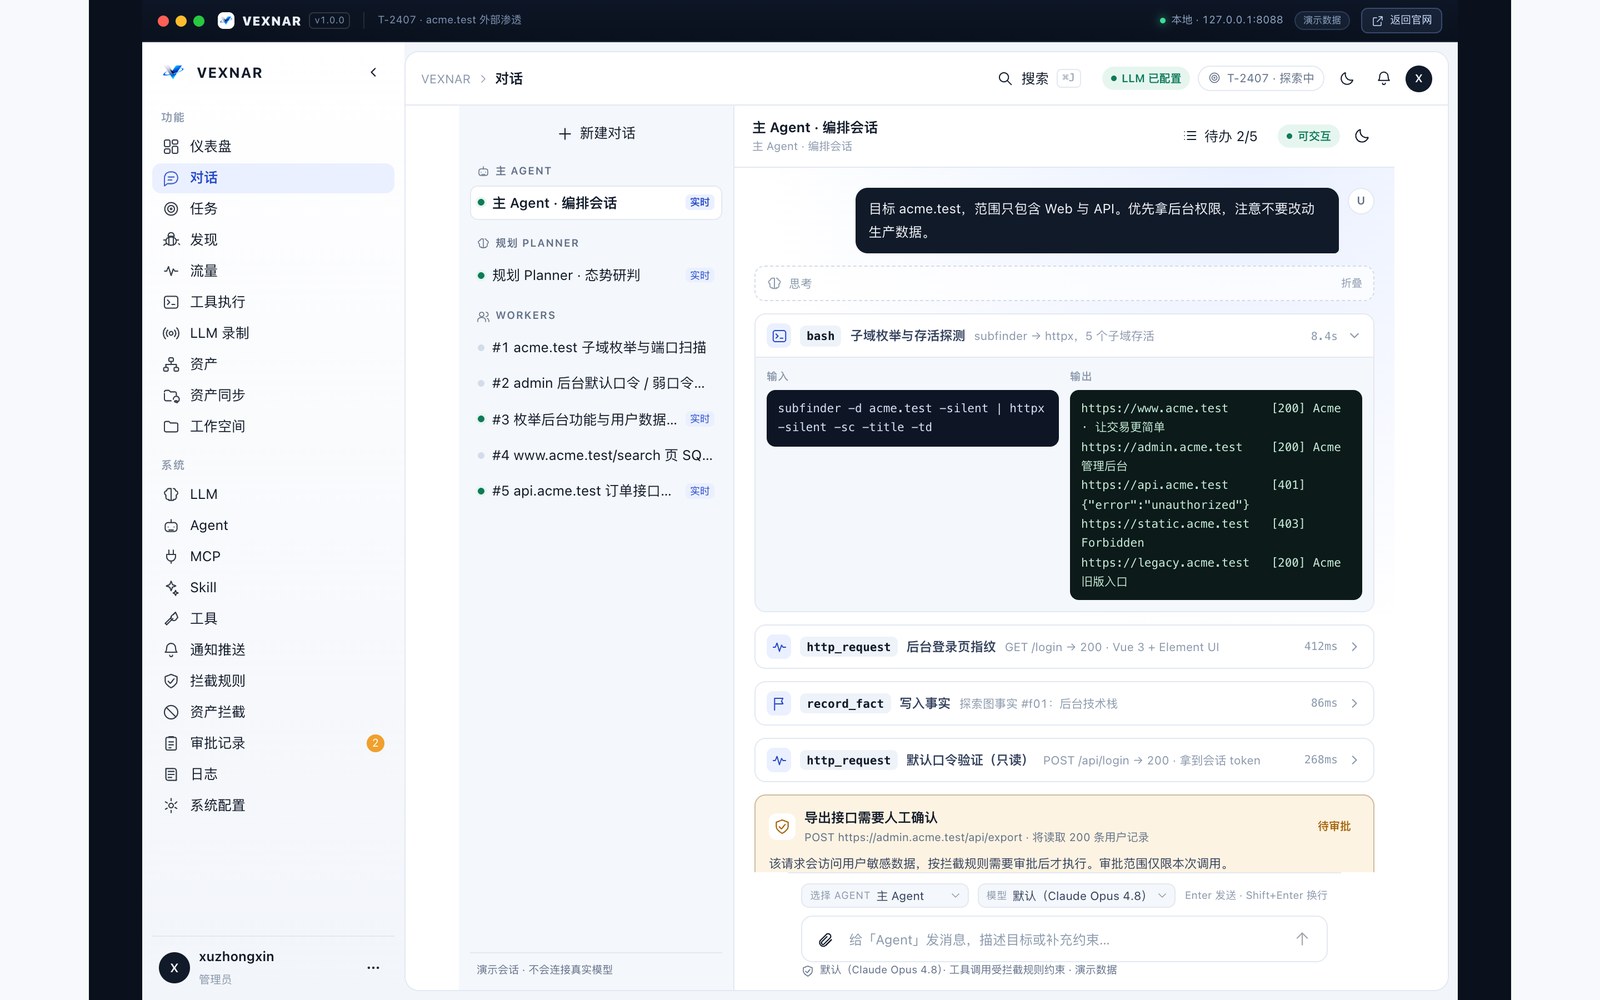 VEXNAR v1.0.0 T-2407 · acme.test 外部渗透
本地 · 127.0.0.1:8088 演示数据 返回官网
VEXNAR
功能
仪表盘
对话
任务
发现
流量
工具执行
LLM 录制
资产
资产同步
工作空间
系统
LLM
Agent
MCP
Skill
工具
通知推送
拦截规则
资产拦截
审批记录 2
日志
系统配置
X xuzhongxin
管理员
VEXNAR > 对话
搜索 ⌘J LLM 已配置 T-2407 · 探索中 X
+ 新建对话
主 AGENT
主 Agent · 编排会话 实时
规划 PLANNER
规划 Planner · 态势研判 实时
WORKERS
#1 acme.test 子域枚举与端口扫描
#2 admin 后台默认口令 / 弱口令...
#3 枚举后台功能与用户数据... 实时
#4 www.acme.test/search 页 SQ...
#5 api.acme.test 订单接口... 实时
演示会话 · 不会连接真实模型
主 Agent · 编排会话
主 Agent · 编排会话
待办 2/5 可交互
目标 acme.test，范围只包含 Web 与 API。优先拿后台权限，注意不要改动
生产数据。
U
思考 折叠
bash 子域枚举与存活探测 subfinder → httpx，5 个子域存活 8.4s
输入
subfinder -d acme.test -silent | httpx
-silent -sc -title -td
输出
https://www.acme.test [200] Acme
· 让交易更简单
https://admin.acme.test [200] Acme
管理后台
https://api.acme.test [401]
{"error":"unauthorized"}
https://static.acme.test [403]
Forbidden
https://legacy.acme.test [200] Acme
旧版入口
http_request 后台登录页指纹 GET /login → 200 · Vue 3 + Element UI 412ms
record_fact 写入事实 探索图事实 #f01：后台技术栈 86ms
http_request 默认口令验证（只读） POST /api/login → 200 · 拿到会话 token 268ms
导出接口需要人工确认
POST https://admin.acme.test/api/export · 将读取 200 条用户记录
待审批
该请求会访问用户敏感数据，按拦截规则需要审批后才执行。审批范围仅限本次调用。
选择 AGENT 主 Agent 模型 默认（Claude Opus 4.8） Enter 发送 · Shift+Enter 换行
给「Agent」发消息，描述目标或补充约束...
默认（Claude Opus 4.8）· 工具调用受拦截规则约束 · 演示数据